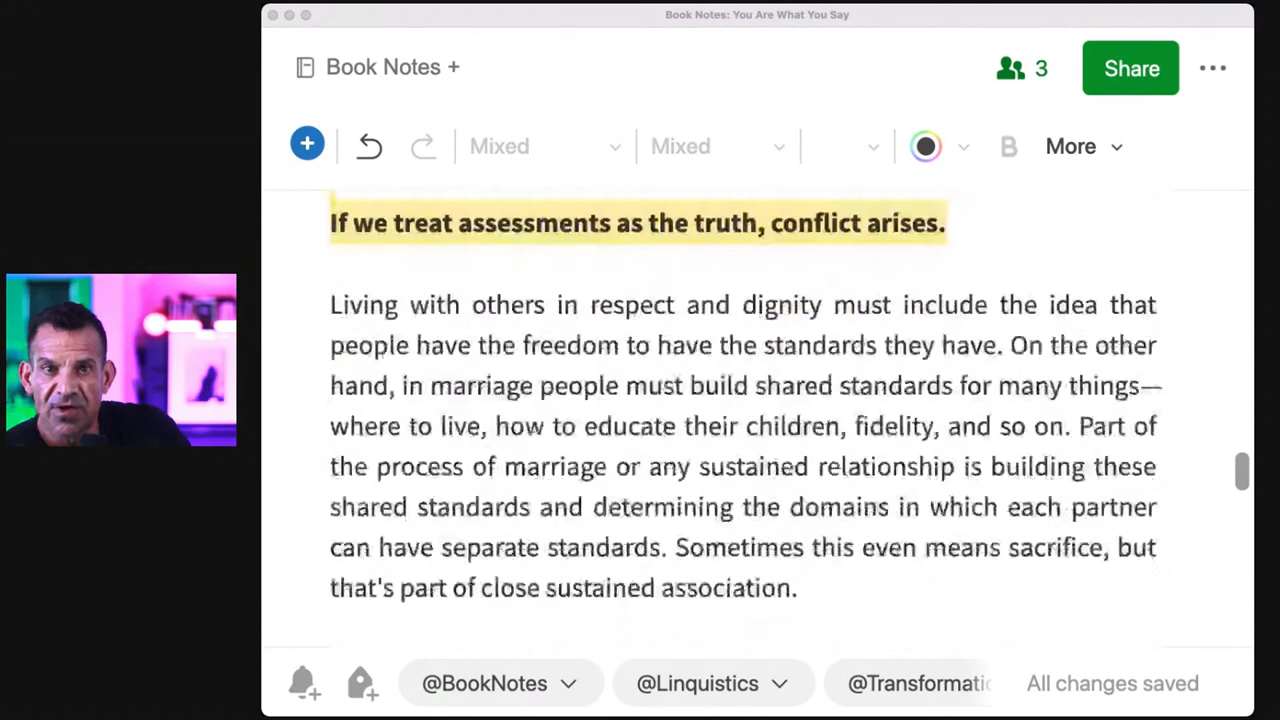 Book Notes: You Are What You Say
Book Notes +
3
Share
Mixed
Mixed
B
More
If we treat assessments as the truth, conflict arises.
Living with others in respect and dignity must include the idea that
people have the freedom to have the standards they have. On the other
hand, in marriage people must build shared standards for many things—
where to live, how to educate their children, fidelity, and so on. Part of
the process of marriage or any sustained relationship is building these
shared standards and determining the domains in which each partner
can have separate standards. Sometimes this even means sacrifice, but
that's part of close sustained association.
@BookNotes
@Linquistics
@Transformatic
All changes saved